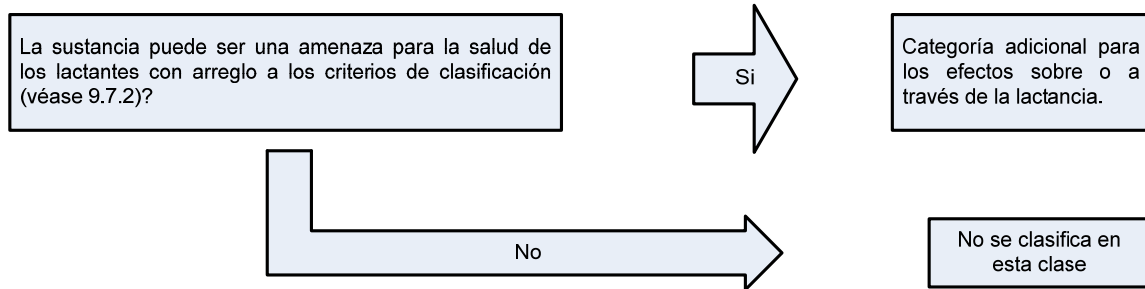 La sustancia puede ser una amenaza para la salud de
los lactantes con arreglo a los criterios de clasificación
(véase 9.7.2)?
Si
Categoría adicional para
los efectos sobre o a
través de la lactancia.
No
No se clasifica en
esta clase